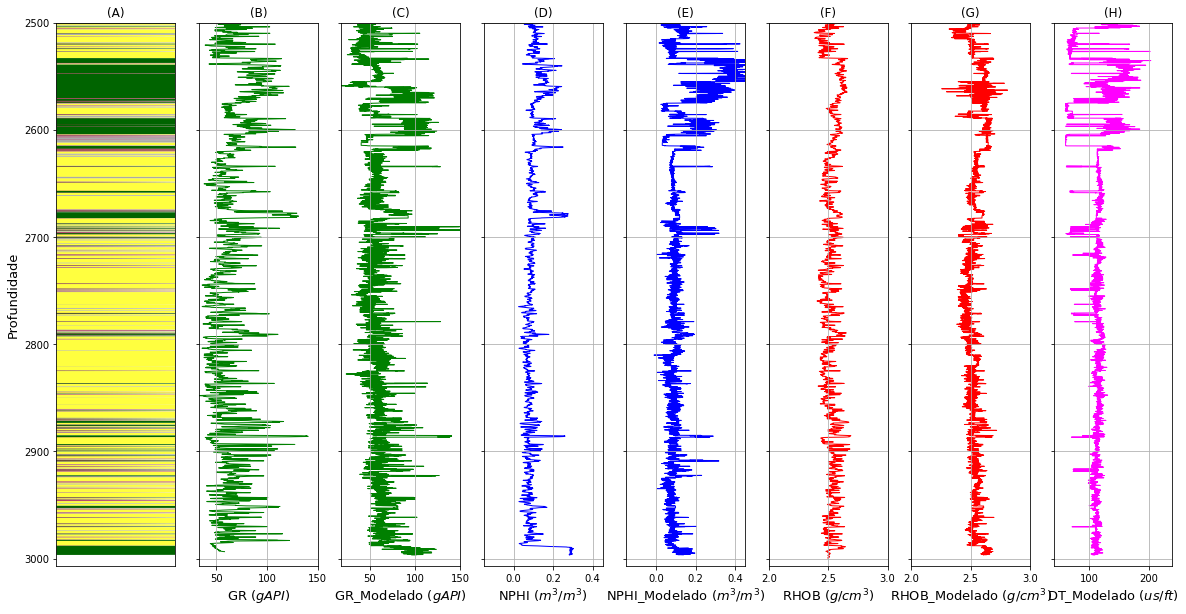 (A) (B) (C) (D) (E) (F) (G) (H)
Profundidade
2500
2600
2700
2800
2900
3000
50 100 150
50 100 150
0.0 0.2 0.4
0.0 0.2 0.4
2.0 2.5 3.0
2.0 2.5 3.0
100 200
GR (gAPI)
GR_Modelado (gAPI)
NPHI (m³/m³)
NPHI_Modelado (m³/m³)
RHOB (g/cm³)
RHOB_Modelado (g/cm³)
DT_Modelado (us/ft)